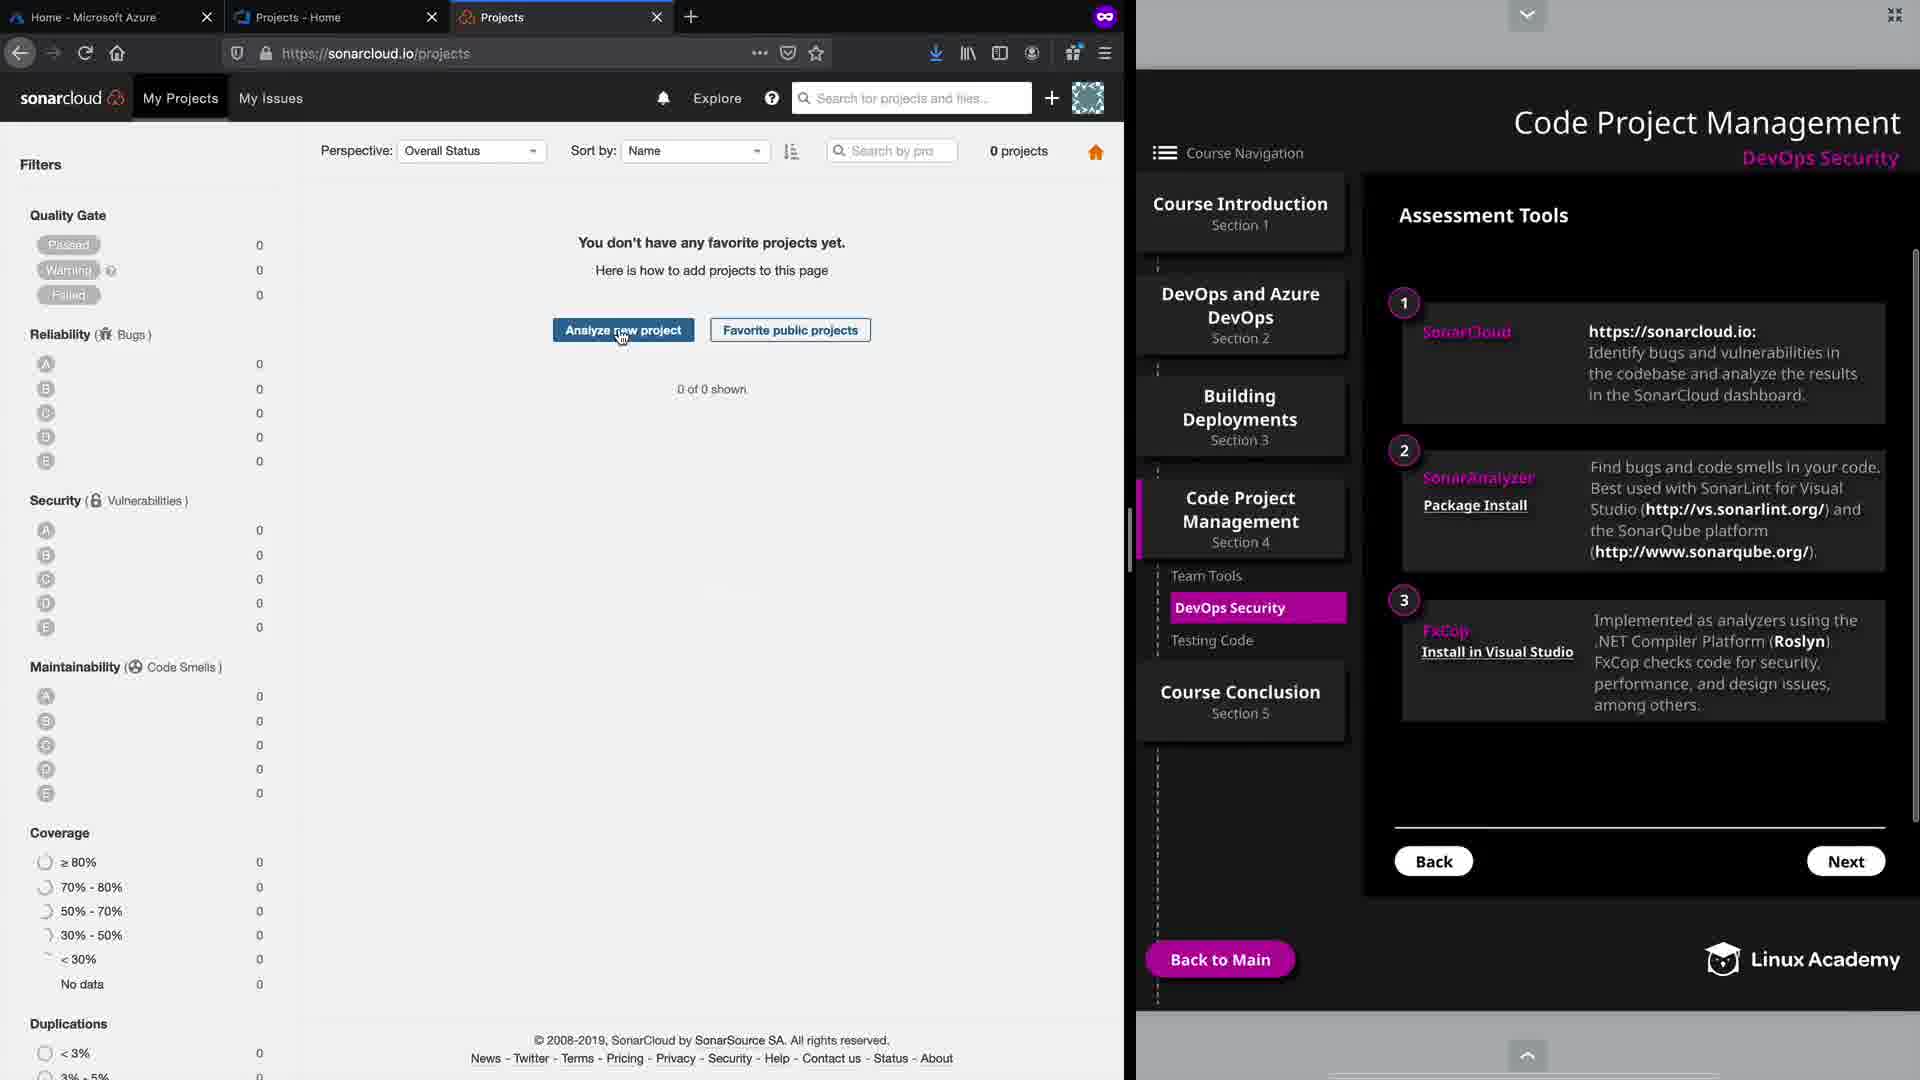 Home - Microsoft Azure
Projects - Home
Projects
https://sonarcloud.io/projects
sonarcloud
My Projects
My Issues
Explore
Search for projects and files...
Filters
Perspective:
Overall Status
Sort by:
Name
Search by pro
0 projects
Quality Gate
Passed
0
Warning
0
Failed
0
Reliability ( Bugs )
A
0
B
0
C
0
D
0
E
0
Security ( Vulnerabilities )
A
0
B
0
C
0
D
0
E
0
Maintainability ( Code Smells )
A
0
B
0
C
0
D
0
E
0
Coverage
≥ 80%
0
70% - 80%
0
50% - 70%
0
30% - 50%
0
< 30%
0
No data
0
Duplications
< 3%
0
3% - 5%
You don't have any favorite projects yet.
Here is how to add projects to this page
Analyze new project
Favorite public projects
0 of 0 shown
© 2008-2019, SonarCloud by SonarSource SA. All rights reserved.
News - Twitter - Terms - Pricing - Privacy - Security - Help - Contact us - Status - About
Code Project Management
DevOps Security
Course Navigation
Course Introduction
Section 1
DevOps and Azure
DevOps
Section 2
Building
Deployments
Section 3
Code Project
Management
Section 4
Team Tools
DevOps Security
Testing Code
Course Conclusion
Section 5
Back to Main
Assessment Tools
1
SonarCloud
https://sonarcloud.io:
Identify bugs and vulnerabilities in
the codebase and analyze the results
in the SonarCloud dashboard.
2
SonarAnalyzer
Package Install
Find bugs and code smells in your code.
Best used with SonarLint for Visual
Studio (http://vs.sonarlint.org/) and
the SonarQube platform
(http://www.sonarqube.org/).
3
FxCop
Install in Visual Studio
Implemented as analyzers using the
.NET Compiler Platform (Roslyn).
FxCop checks code for security,
performance, and design issues,
among others.
Back
Next
Linux Academy